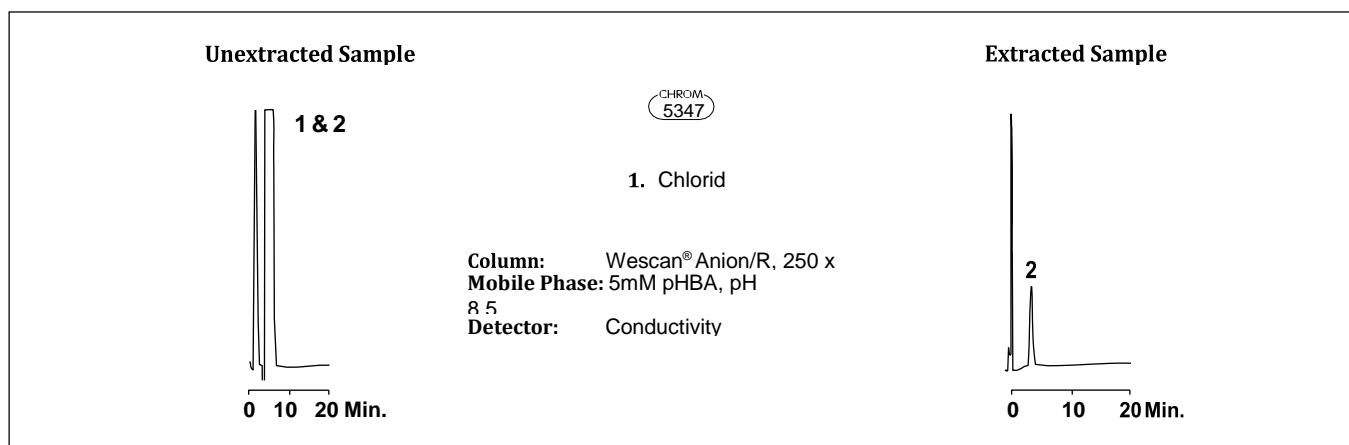 Unextracted Sample
Extracted Sample
CHROM
5347
1 & 2
1. Chlorid
Column: Wescan® Anion/R, 250 x
Mobile Phase: 5mM pHBA, pH
8.5
Detector: Conductivity
2
0 10 20 Min.
0 10 20 Min.